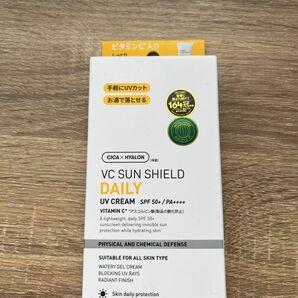 ビタミンC*入り
手軽にUVカット
お湯で落とせる
164
CICA×HYALON
VC SUN SHIELD
DAILY
UV CREAM SPF 50+ / PA++++
VITAMIN C* *アスコルビン酸(製品の酸化防止)
A lightweight, daily SPF 50+
sunscreen delivering invisible sun
protection while hydrating skin
PHYSICAL AND CHEMICAL DEFENSE
SUITABLE FOR ALL SKIN TYPE
WATERY GEL CREAM
BLOCKING UV RAYS
RADIANT FINISH
Skin daily protection